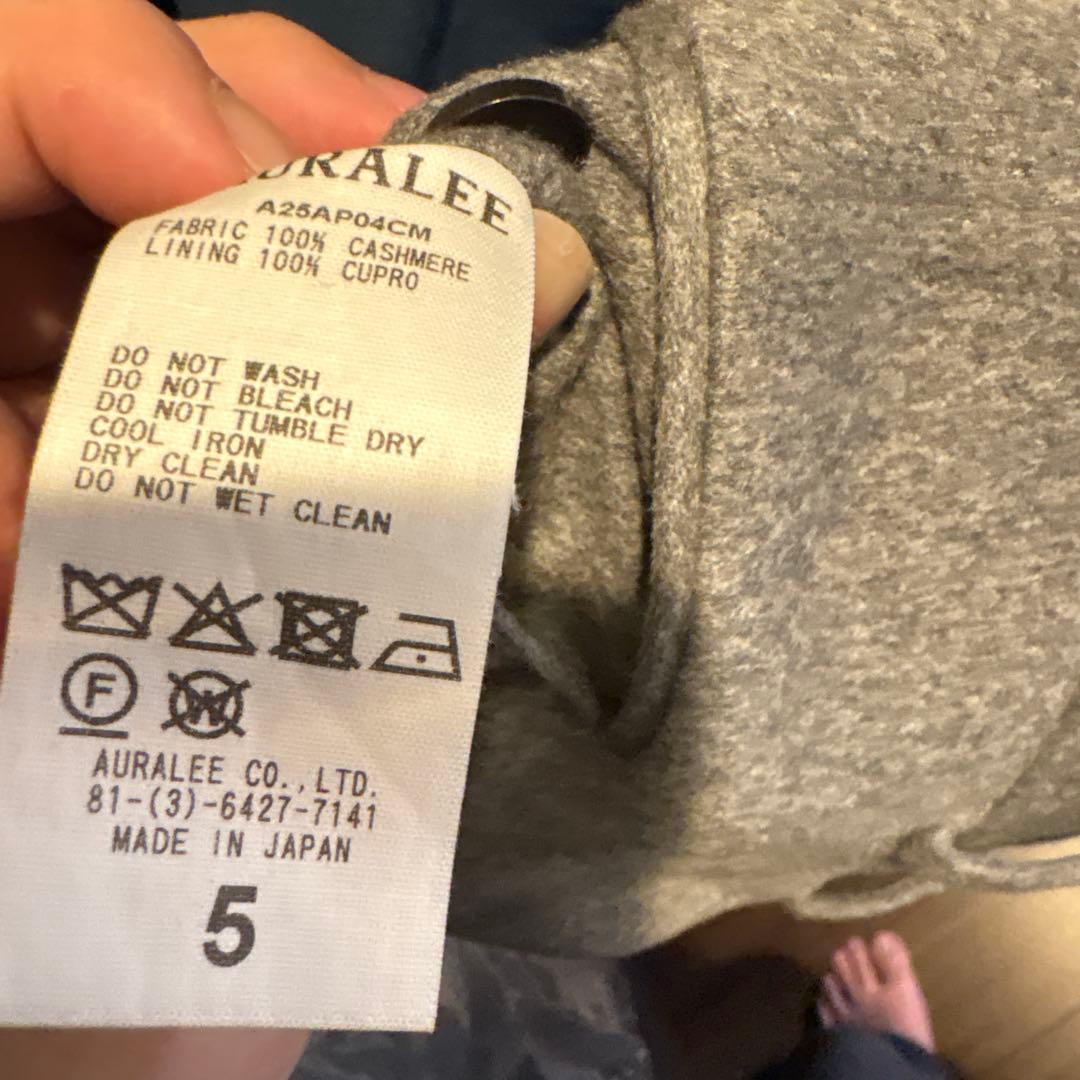 AURALEE
A25AP04CM
FABRIC 100% CASHMERE
LINING 100% CUPRO
DO NOT WASH
DO NOT BLEACH
DO NOT TUMBLE DRY
COOL IRON
DRY CLEAN
DO NOT WET CLEAN
F W
AURALEE CO.,LTD.
81-(3)-6427-7141
MADE IN JAPAN
5